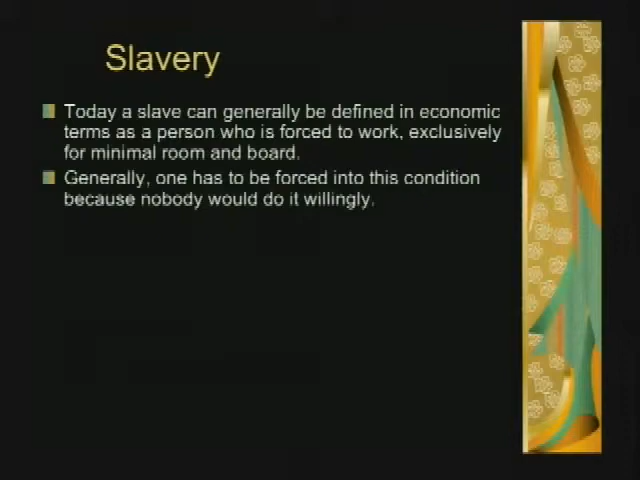 Slavery
Today a slave can generally be defined in economic
terms as a person who is forced to work, exclusively
for minimal room and board.
Generally, one has to be forced into this condition
because nobody would do it willingly.